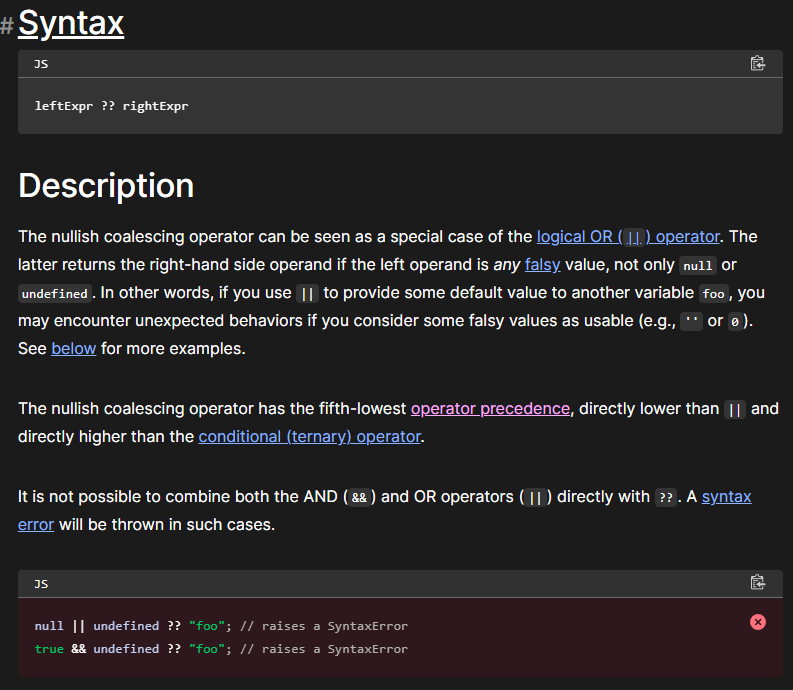 #Syntax
JS
leftExpr ?? rightExpr
Description
The nullish coalescing operator can be seen as a special case of the logical OR (||) operator. The
latter returns the right-hand side operand if the left operand is any falsy value, not only null or
undefined. In other words, if you use || to provide some default value to another variable foo, you
may encounter unexpected behaviors if you consider some falsy values as usable (e.g., '' or 0).
See below for more examples.
The nullish coalescing operator has the fifth-lowest operator precedence, directly lower than || and
directly higher than the conditional (ternary) operator.
It is not possible to combine both the AND (&&) and OR operators (||) directly with ??. A syntax
error will be thrown in such cases.
JS
null || undefined ?? "foo"; // raises a SyntaxError
true && undefined ?? "foo"; // raises a SyntaxError